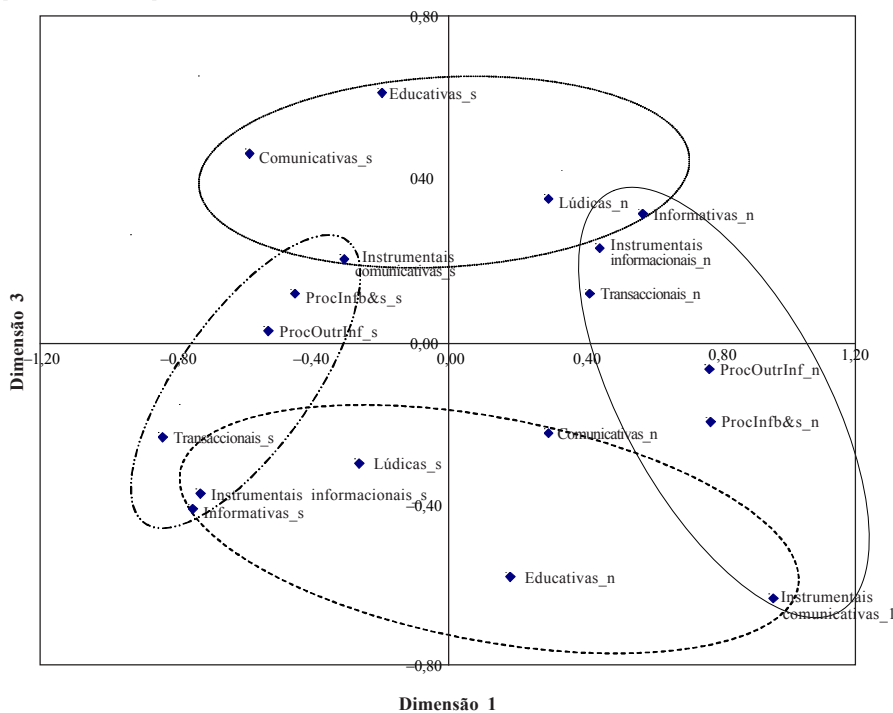 0,80
Educativas_s
Comunicativas_s
040
Lúdicas_n
Informativas_n
Instrumentais
comunicativas_s
Instrumentais
informacionais_n
ProcInfb&s_s
Transaccionais_n
ProcOutrInf_s
0,00
–1,20
–0,80
–0,40
0,00
0,40
0,80
1,20
ProcOutrInf_n
ProcInfb&s_n
Transaccionais_s
Comunicativas_n
Lúdicas_s
Instrumentais informacionais_s
Informativas_s
–0,40
Educativas_n
Instrumentais
comunicativas_1
–0,80
Dimensão 3
Dimensão 1